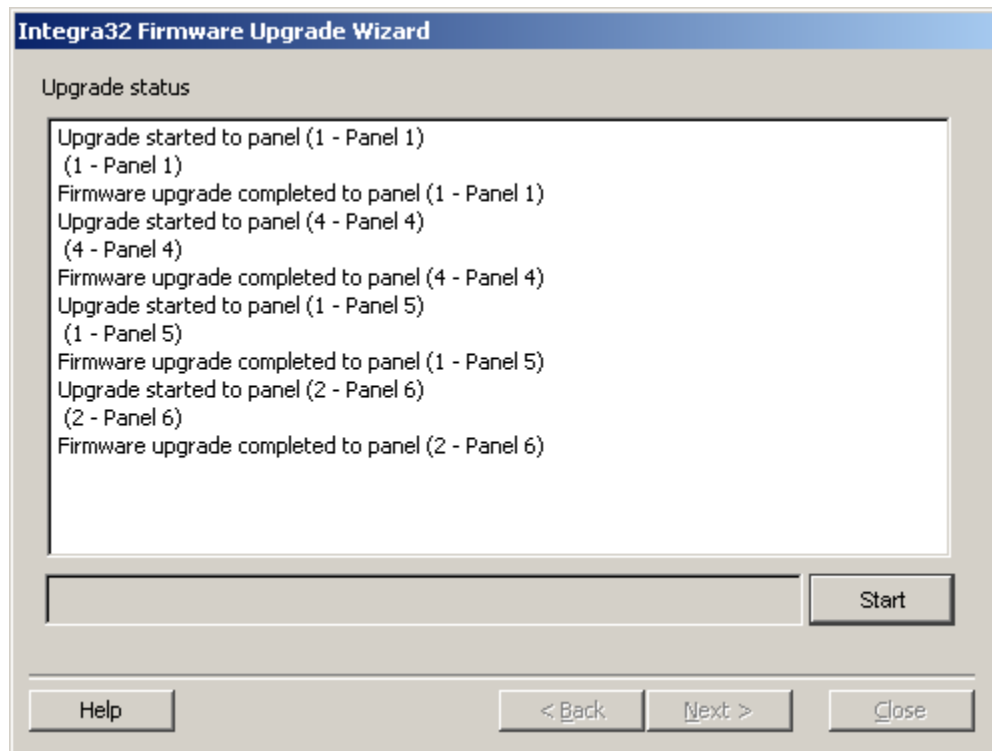 Integra32 Firmware Upgrade Wizard
Upgrade status
Upgrade started to panel (1 - Panel 1)
(1 - Panel 1)
Firmware upgrade completed to panel (1 - Panel 1)
Upgrade started to panel (4 - Panel 4)
(4 - Panel 4)
Firmware upgrade completed to panel (4 - Panel 4)
Upgrade started to panel (1 - Panel 5)
(1 - Panel 5)
Firmware upgrade completed to panel (1 - Panel 5)
Upgrade started to panel (2 - Panel 6)
(2 - Panel 6)
Firmware upgrade completed to panel (2 - Panel 6)
Start
Help < Back Next > Close